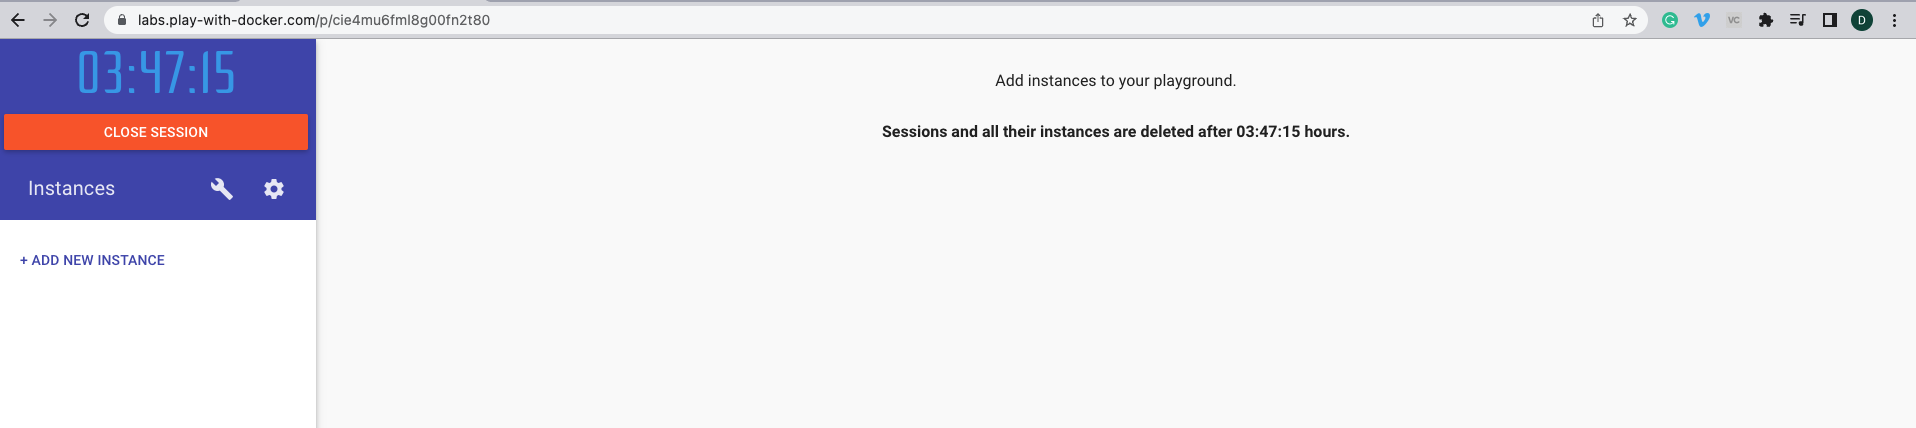 labs.play-with-docker.com/p/cie4mu6fml8g00fn2t80
VC
D
03:47:15
CLOSE SESSION
Instances
+ ADD NEW INSTANCE
Add instances to your playground.
Sessions and all their instances are deleted after 03:47:15 hours.